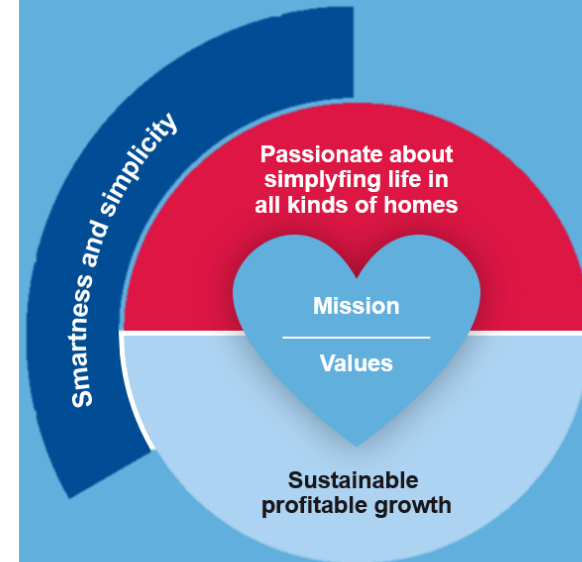 Smartness and simplicity
Passionate about
simplyfing life in
all kinds of homes
Mission
Values
Sustainable
profitable growth